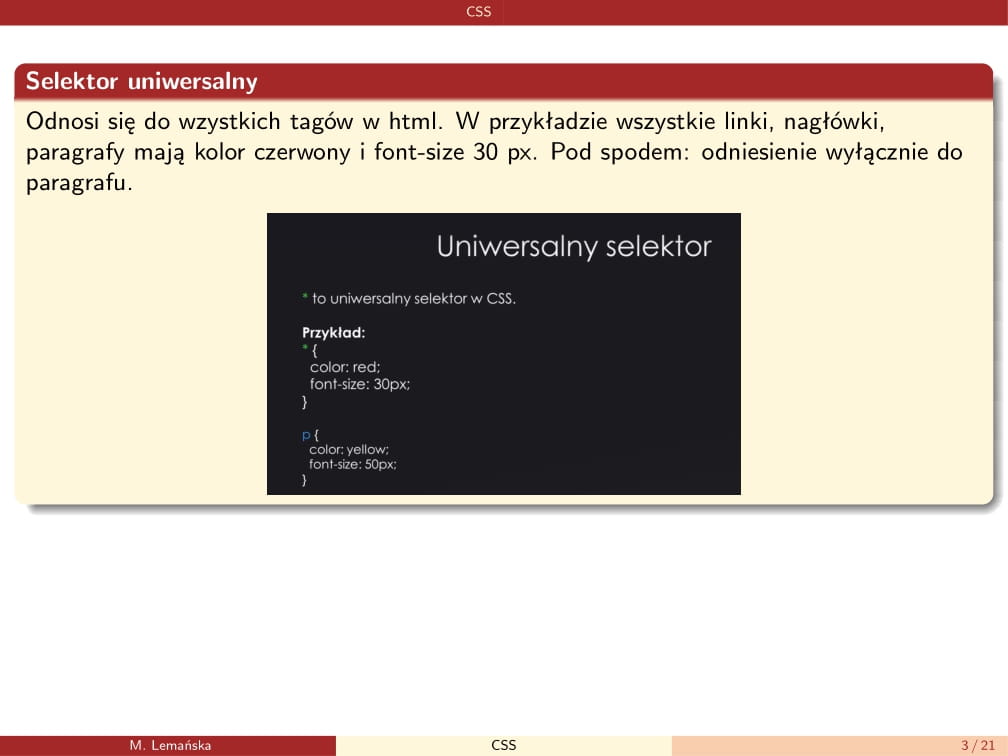 CSS
Selektor uniwersalny
Odnosi się do wzystkich tagów w html. W przykładzie wszystkie linki, nagłówki,
paragrafy mają kolor czerwony i font-size 30 px. Pod spodem: odniesienie wyłącznie do
paragrafu.
Uniwersalny selektor
* to uniwersalny selektor w CSS.
Przykład:
* {
color: red;
font-size: 30px;
}
p {
color: yellow;
font-size: 50px;
}
M. Lemańska
CSS
3 / 21